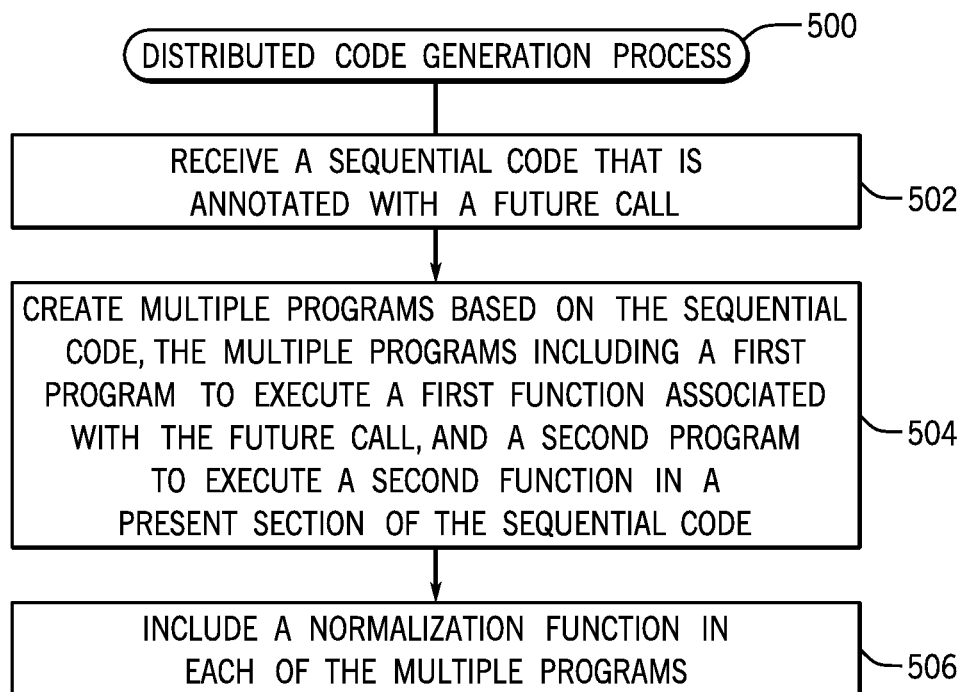 500
DISTRIBUTED CODE GENERATION PROCESS
RECEIVE A SEQUENTIAL CODE THAT IS
ANNOTATED WITH A FUTURE CALL
502
CREATE MULTIPLE PROGRAMS BASED ON THE SEQUENTIAL
CODE, THE MULTIPLE PROGRAMS INCLUDING A FIRST
PROGRAM TO EXECUTE A FIRST FUNCTION ASSOCIATED
WITH THE FUTURE CALL, AND A SECOND PROGRAM
TO EXECUTE A SECOND FUNCTION IN A
PRESENT SECTION OF THE SEQUENTIAL CODE
504
INCLUDE A NORMALIZATION FUNCTION IN
EACH OF THE MULTIPLE PROGRAMS
506